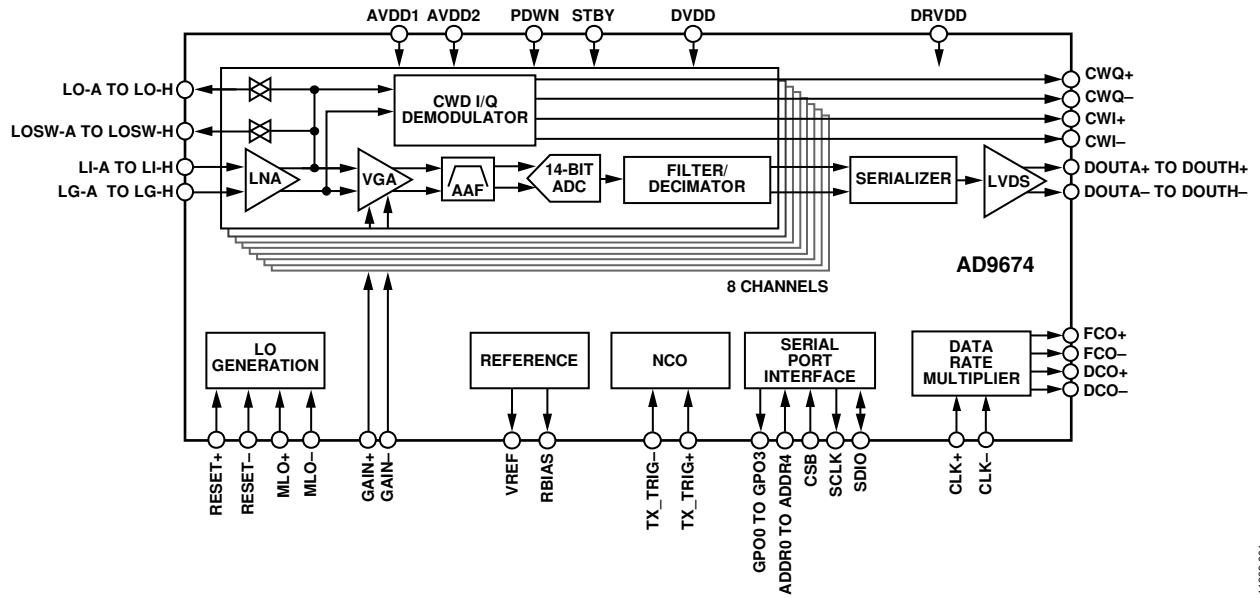 AVDD1 AVDD2 PDWN STBY DVDD DRVDD
LO-A TO LO-H
LOSW-A TO LOSW-H
LI-A TO LI-H
LG-A TO LG-H
CWD I/Q
DEMODULATOR
LNA
VGA
AAF
14-BIT
ADC
FILTER/
DECIMATOR
SERIALIZER
LVDS
CWQ+
CWQ–
CWI+
CWI–
DOUTA+ TO DOUTH+
DOUTA– TO DOUTH–
AD9674
8 CHANNELS
LO
GENERATION
REFERENCE
NCO
SERIAL
PORT
INTERFACE
DATA
RATE
MULTIPLIER
FCO+
FCO–
DCO+
DCO–
RESET+
RESET–
MLO+
MLO–
GAIN+
GAIN–
VREF
RBIAS
TX_TRIG–
TX_TRIG+
GPO0 TO GPO3
ADDR0 TO ADDR4
CSB
SCLK
SDIO
CLK+
CLK–